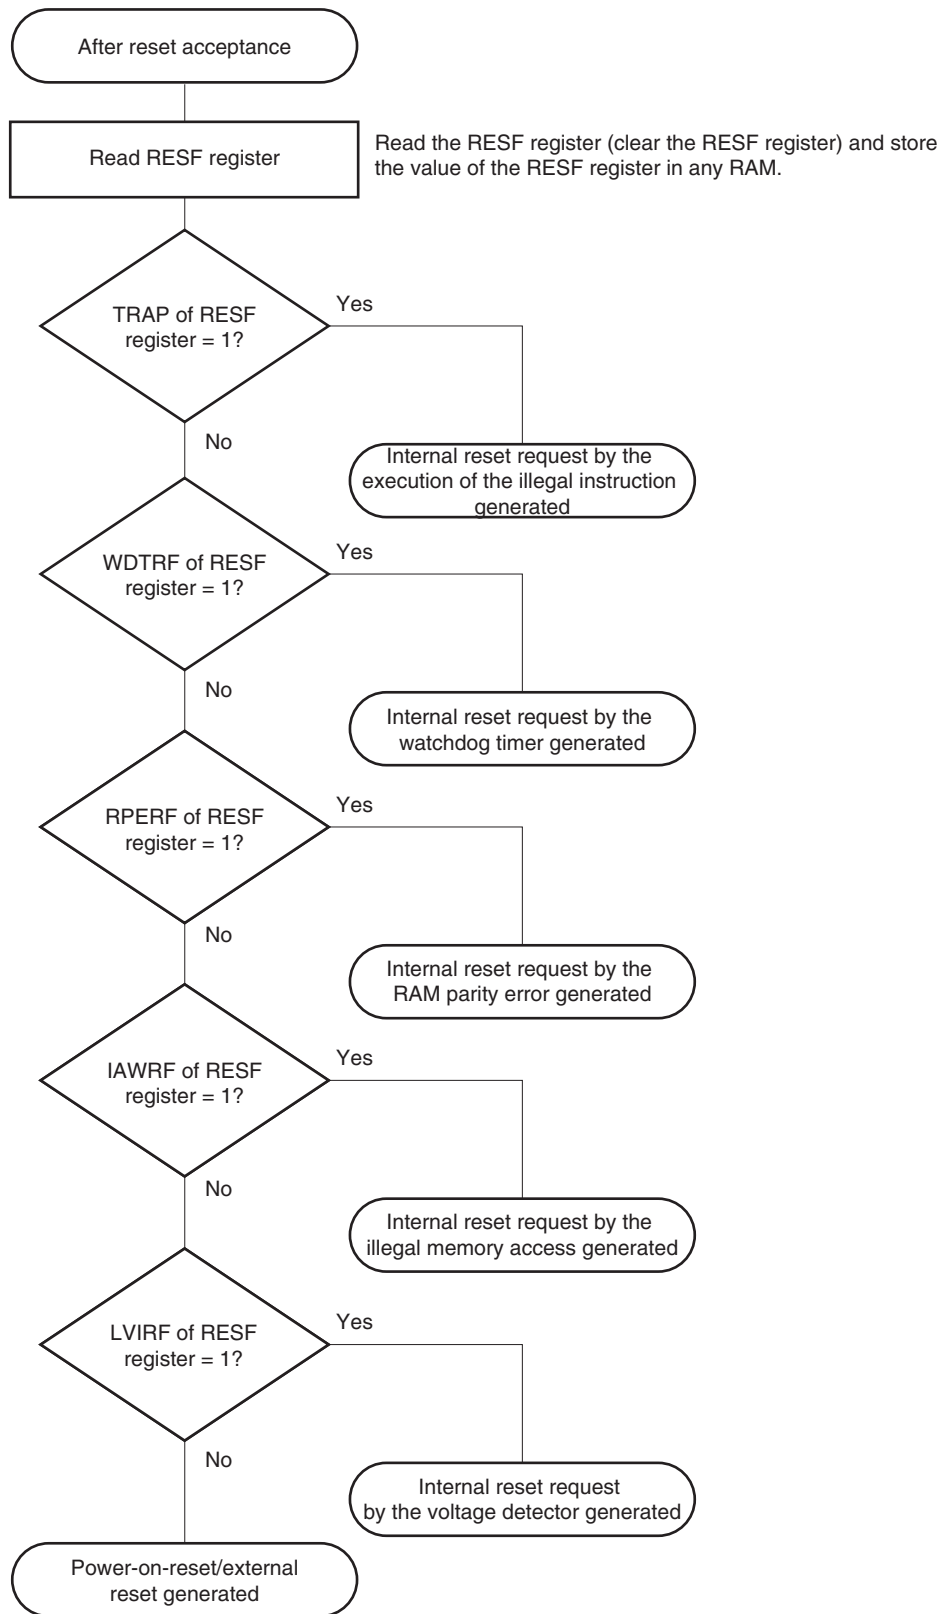 After reset acceptance
Read RESF register
Read the RESF register (clear the RESF register) and store
the value of the RESF register in any RAM.
TRAP of RESF
register = 1?
Yes
No
Internal reset request by the
execution of the illegal instruction
generated
WDTRF of RESF
register = 1?
Yes
No
Internal reset request by the
watchdog timer generated
RPERF of RESF
register = 1?
Yes
No
Internal reset request by the
RAM parity error generated
IAWRF of RESF
register = 1?
Yes
No
Internal reset request by the
illegal memory access generated
LVIRF of RESF
register = 1?
Yes
No
Internal reset request
by the voltage detector generated
Power-on-reset/external
reset generated